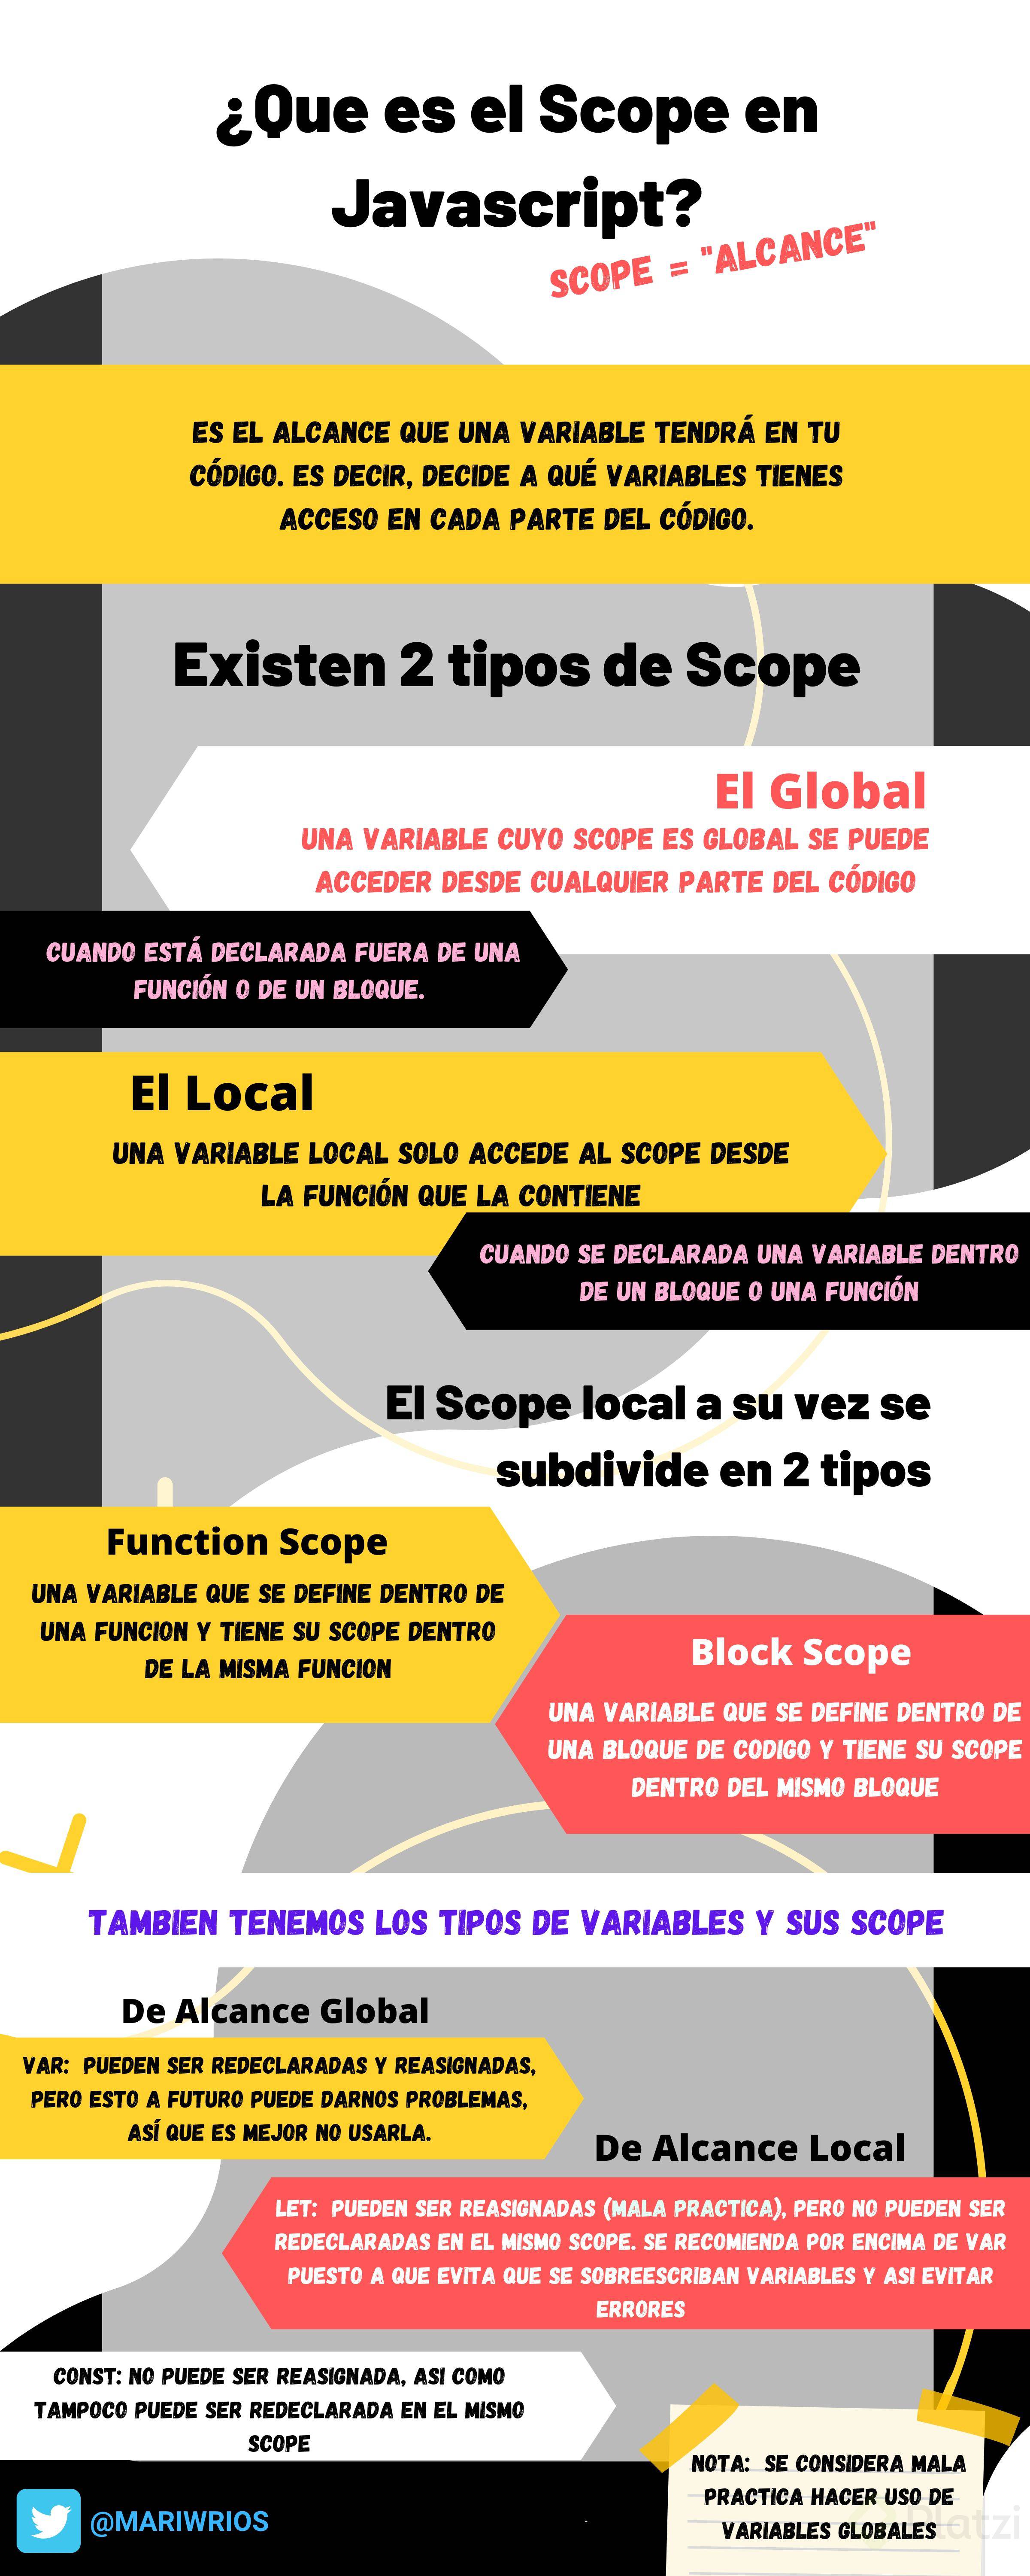 ¿Que es el Scope en
Javascript?
SCOPE = "ALCANCE"
ES EL ALCANCE QUE UNA VARIABLE TENDRÁ EN TU
CÓDIGO. ES DECIR, DECIDE A QUÉ VARIABLES TIENES
ACCESO EN CADA PARTE DEL CÓDIGO.
Existen 2 tipos de Scope
El Global
UNA VARIABLE CUYO SCOPE ES GLOBAL SE PUEDE
ACCEDER DESDE CUALQUIER PARTE DEL CÓDIGO
CUANDO ESTÁ DECLARADA FUERA DE UNA
FUNCIÓN O DE UN BLOQUE.
El Local
UNA VARIABLE LOCAL SOLO ACCEDE AL SCOPE DESDE
LA FUNCIÓN QUE LA CONTIENE
CUANDO SE DECLARADA UNA VARIABLE DENTRO
DE UN BLOQUE O UNA FUNCIÓN
El Scope local a su vez se
subdivide en 2 tipos
Function Scope
UNA VARIABLE QUE SE DEFINE DENTRO DE
UNA FUNCION Y TIENE SU SCOPE DENTRO
DE LA MISMA FUNCION
Block Scope
UNA VARIABLE QUE SE DEFINE DENTRO DE
UNA BLOQUE DE CODIGO Y TIENE SU SCOPE
DENTRO DEL MISMO BLOQUE
TAMBIEN TENEMOS LOS TIPOS DE VARIABLES Y SUS SCOPE
De Alcance Global
VAR: PUEDEN SER REDECLARADAS Y REASIGNADAS,
PERO ESTO A FUTURO PUEDE DARNOS PROBLEMAS,
ASÍ QUE ES MEJOR NO USARLA.
De Alcance Local
LET: PUEDEN SER REASIGNADAS (MALA PRACTICA), PERO NO PUEDEN SER
REDECLARADAS EN EL MISMO SCOPE. SE RECOMIENDA POR ENCIMA DE VAR
PUESTO A QUE EVITA QUE SE SOBREESCRIBAN VARIABLES Y ASI EVITAR
ERRORES
CONST: NO PUEDE SER REASIGNADA, ASI COMO
TAMPOCO PUEDE SER REDECLARADA EN EL MISMO
SCOPE
NOTA: SE CONSIDERA MALA
PRACTICA HACER USO DE
VARIABLES GLOBALES
@MARIWRIOS
Platzi